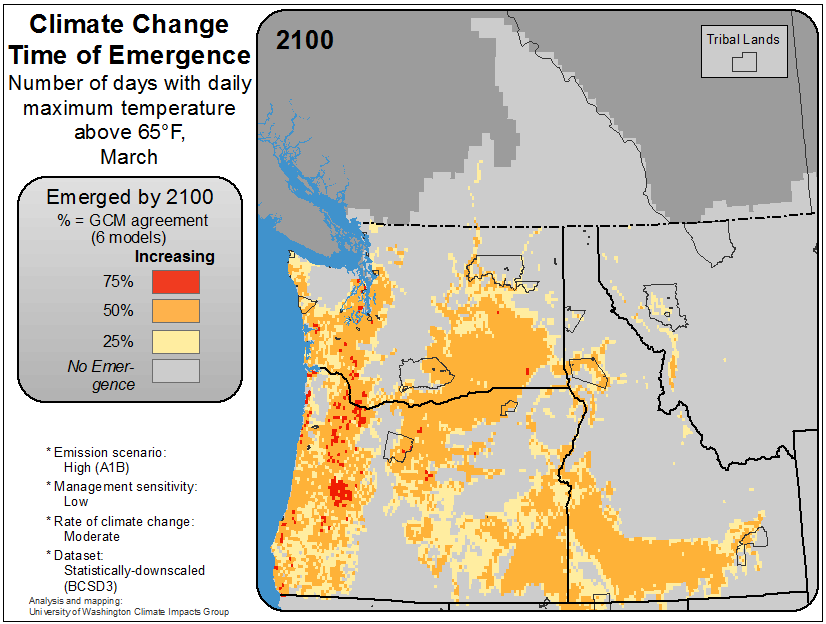 Climate Change
Time of Emergence
Number of days with daily
maximum temperature
above 65°F,
March
Emerged by 2100
% = GCM agreement
(6 models)
Increasing
75%
50%
25%
No Emer-
gence
* Emission scenario:
High (A1B)
* Management sensitivity:
Low
* Rate of climate change:
Moderate
* Dataset:
Statistically-downscaled
(BCSD3)
Analysis and mapping:
University of Washington Climate Impacts Group
2100
Tribal Lands